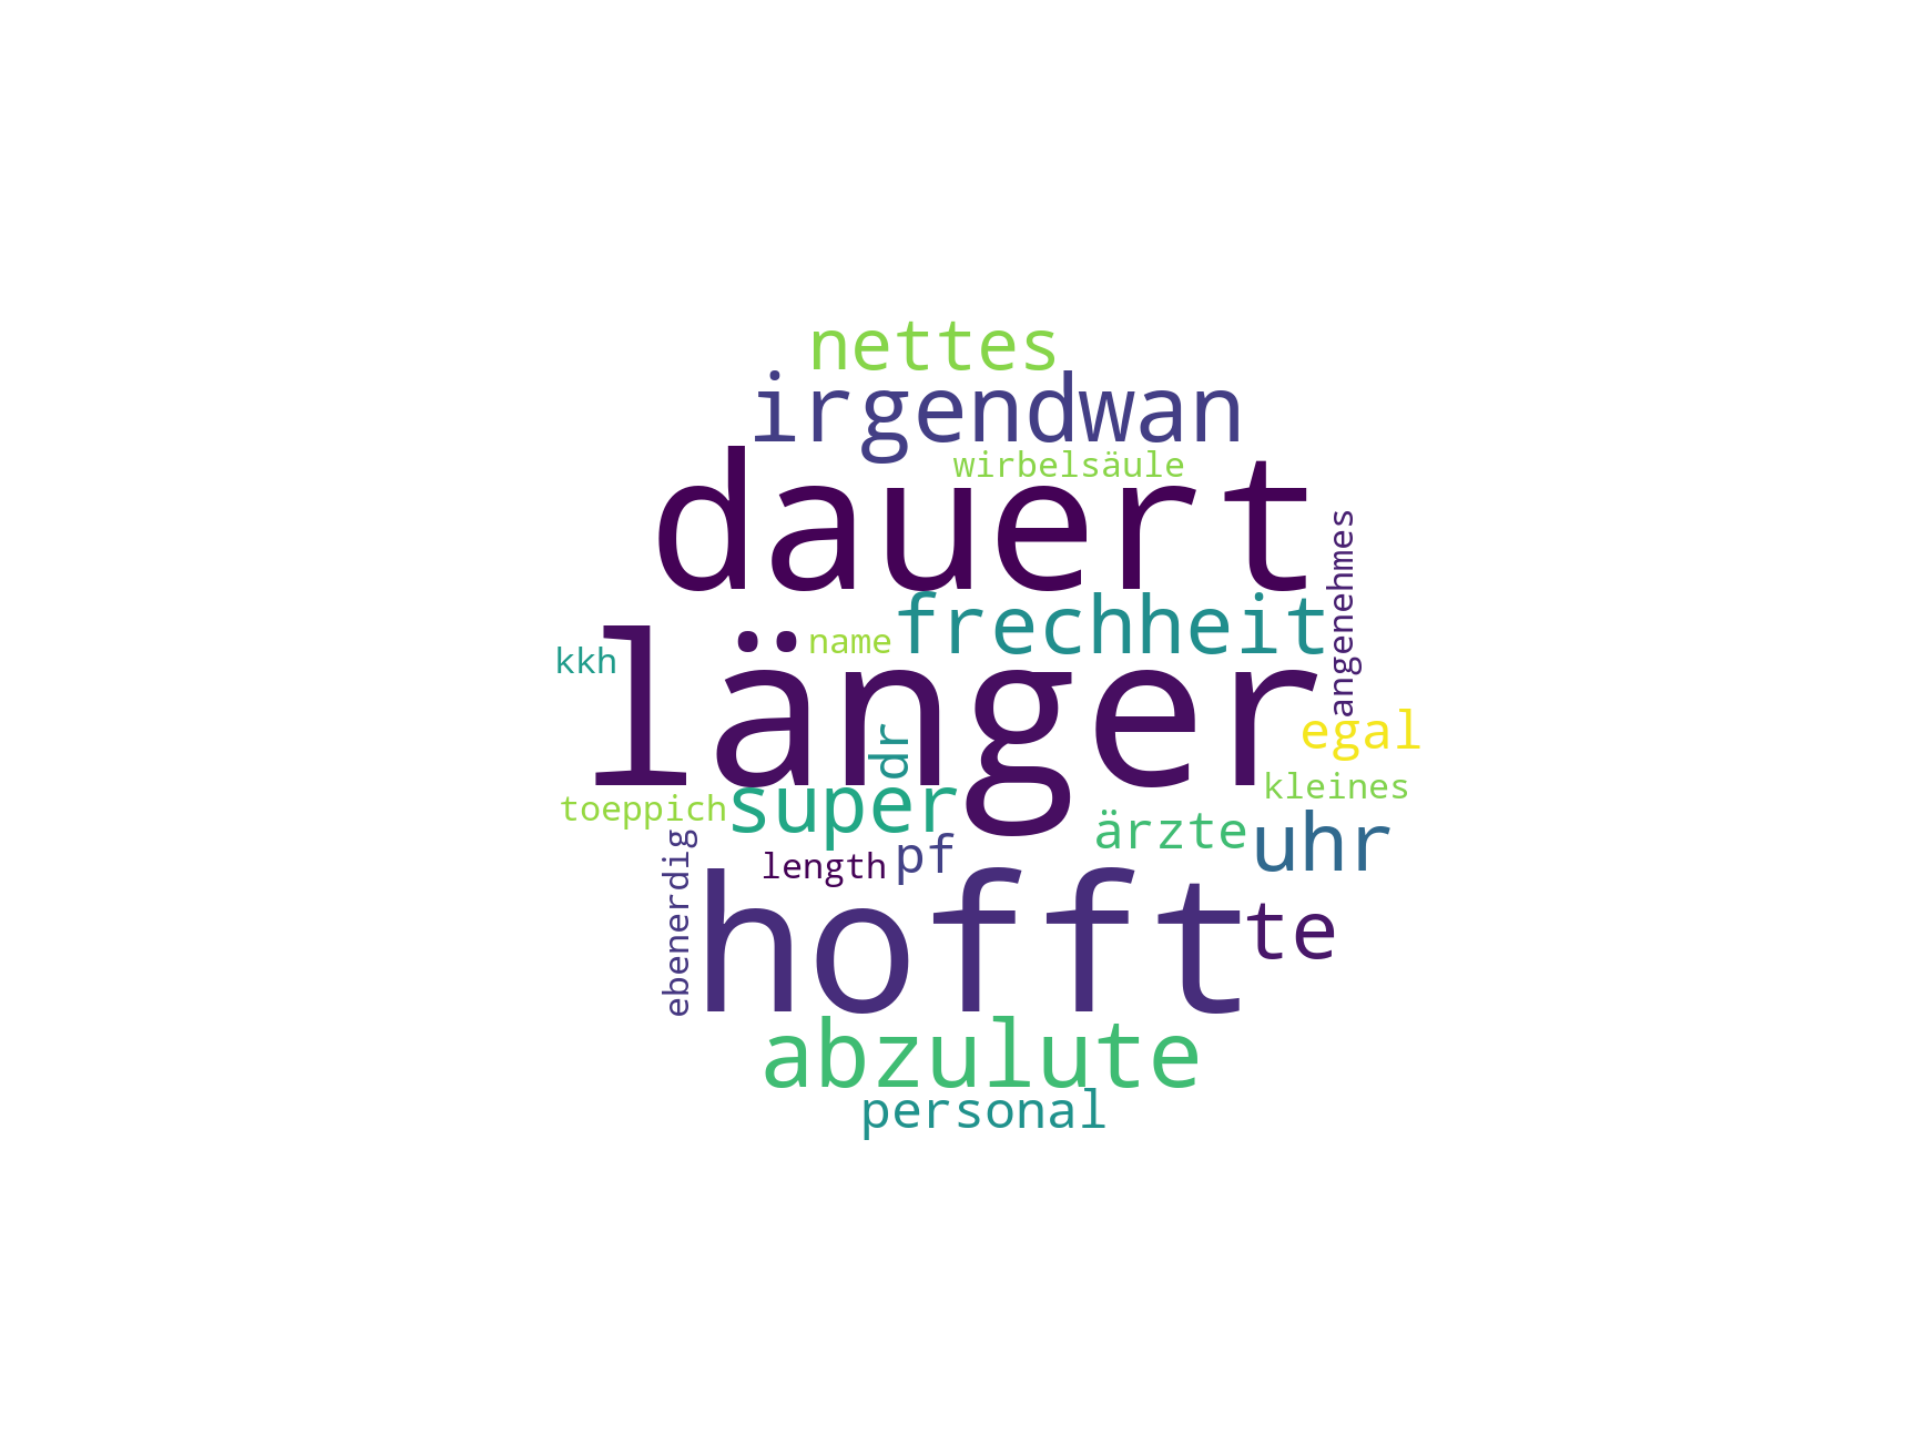 nettes
irgendwan
wirbelsäule
dauert
angenehmes
frechheit
name
kkh
länger
egal
dr
kleines
toeppich
super
ärzte
uhr
pf
length
ebenerdig
hofft
te
abzulute
personal